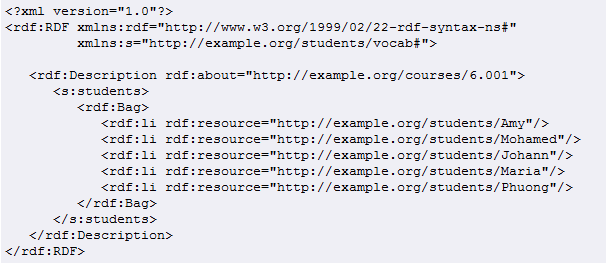 <?xml version="1.0"?>
<rdf:RDF xmlns:rdf="http://www.w3.org/1999/02/22-rdf-syntax-ns#"
         xmlns:s="http://example.org/students/vocab#">

   <rdf:Description rdf:about="http://example.org/courses/6.001">
      <s:students>
         <rdf:Bag>
            <rdf:li rdf:resource="http://example.org/students/Amy"/>
            <rdf:li rdf:resource="http://example.org/students/Mohamed"/>
            <rdf:li rdf:resource="http://example.org/students/Johann"/>
            <rdf:li rdf:resource="http://example.org/students/Maria"/>
            <rdf:li rdf:resource="http://example.org/students/Phuong"/>
         </rdf:Bag>
      </s:students>
   </rdf:Description>
</rdf:RDF>